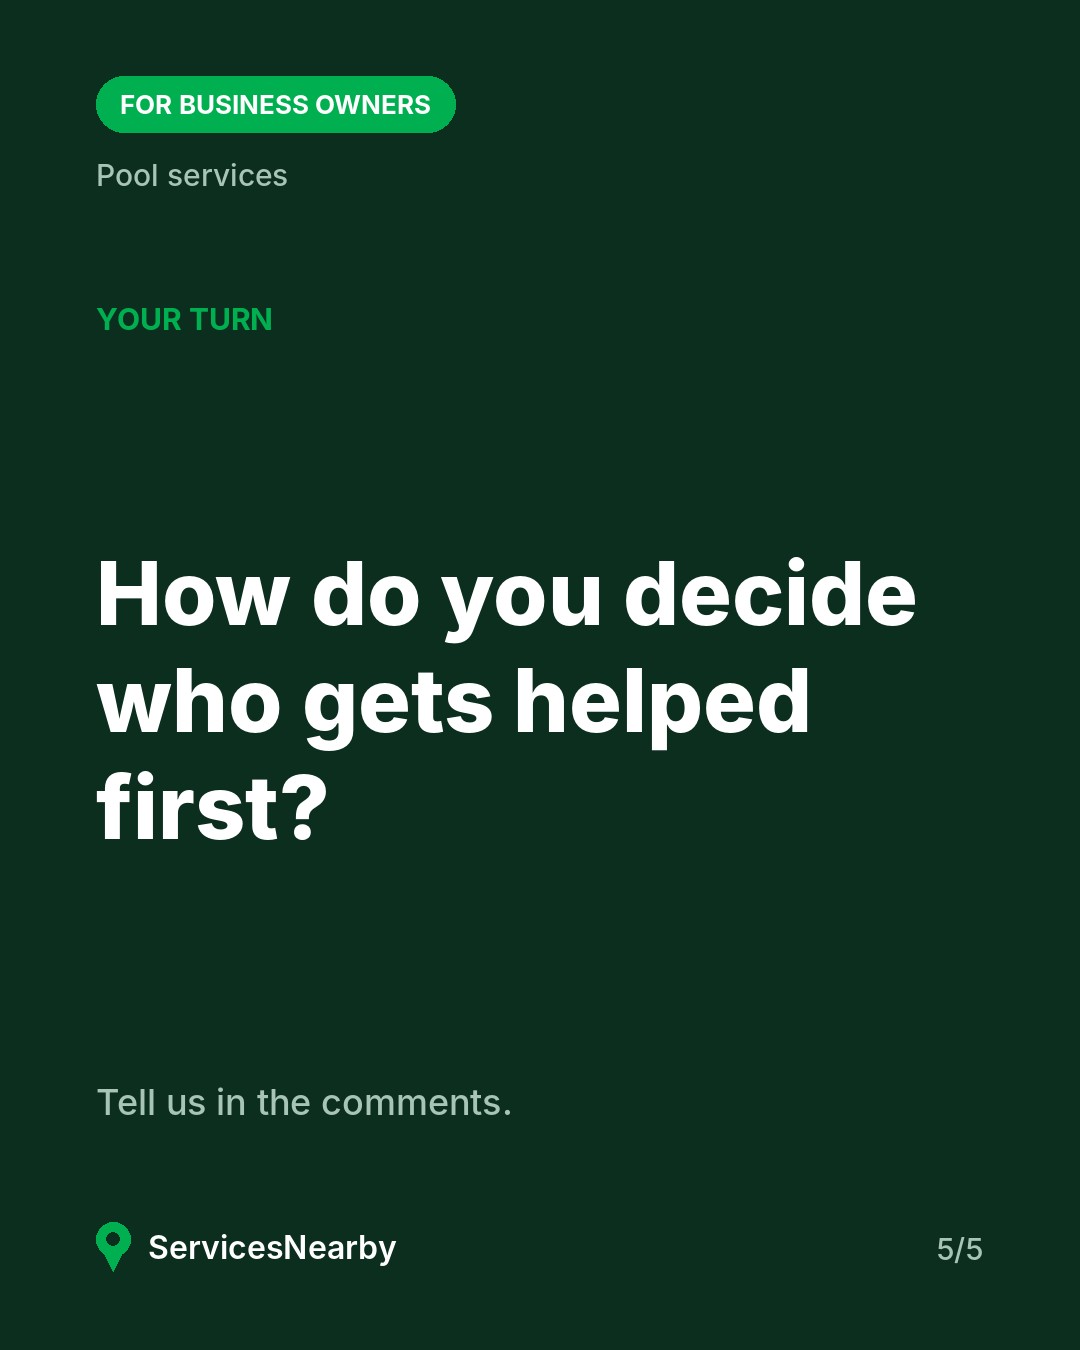 FOR BUSINESS OWNERS
Pool services
YOUR TURN
How do you decide
who gets helped
first?
Tell us in the comments.
ServicesNearby
5/5